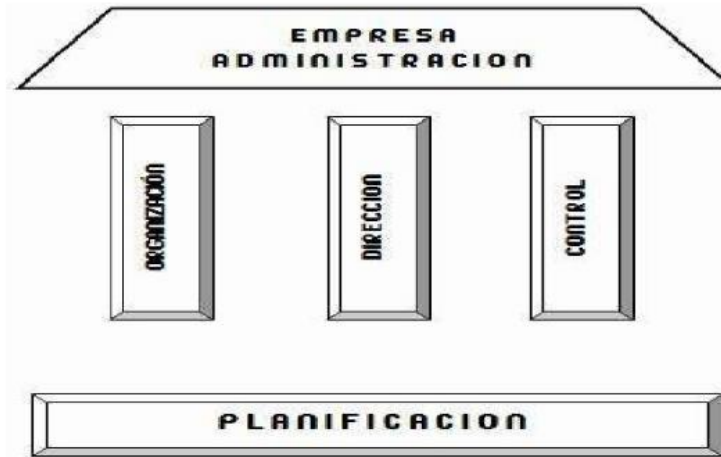 EMPRESA
ADMINISTRACION
ORGANIZACIÓN
DIRECCION
CONTROL
PLANIFICACION